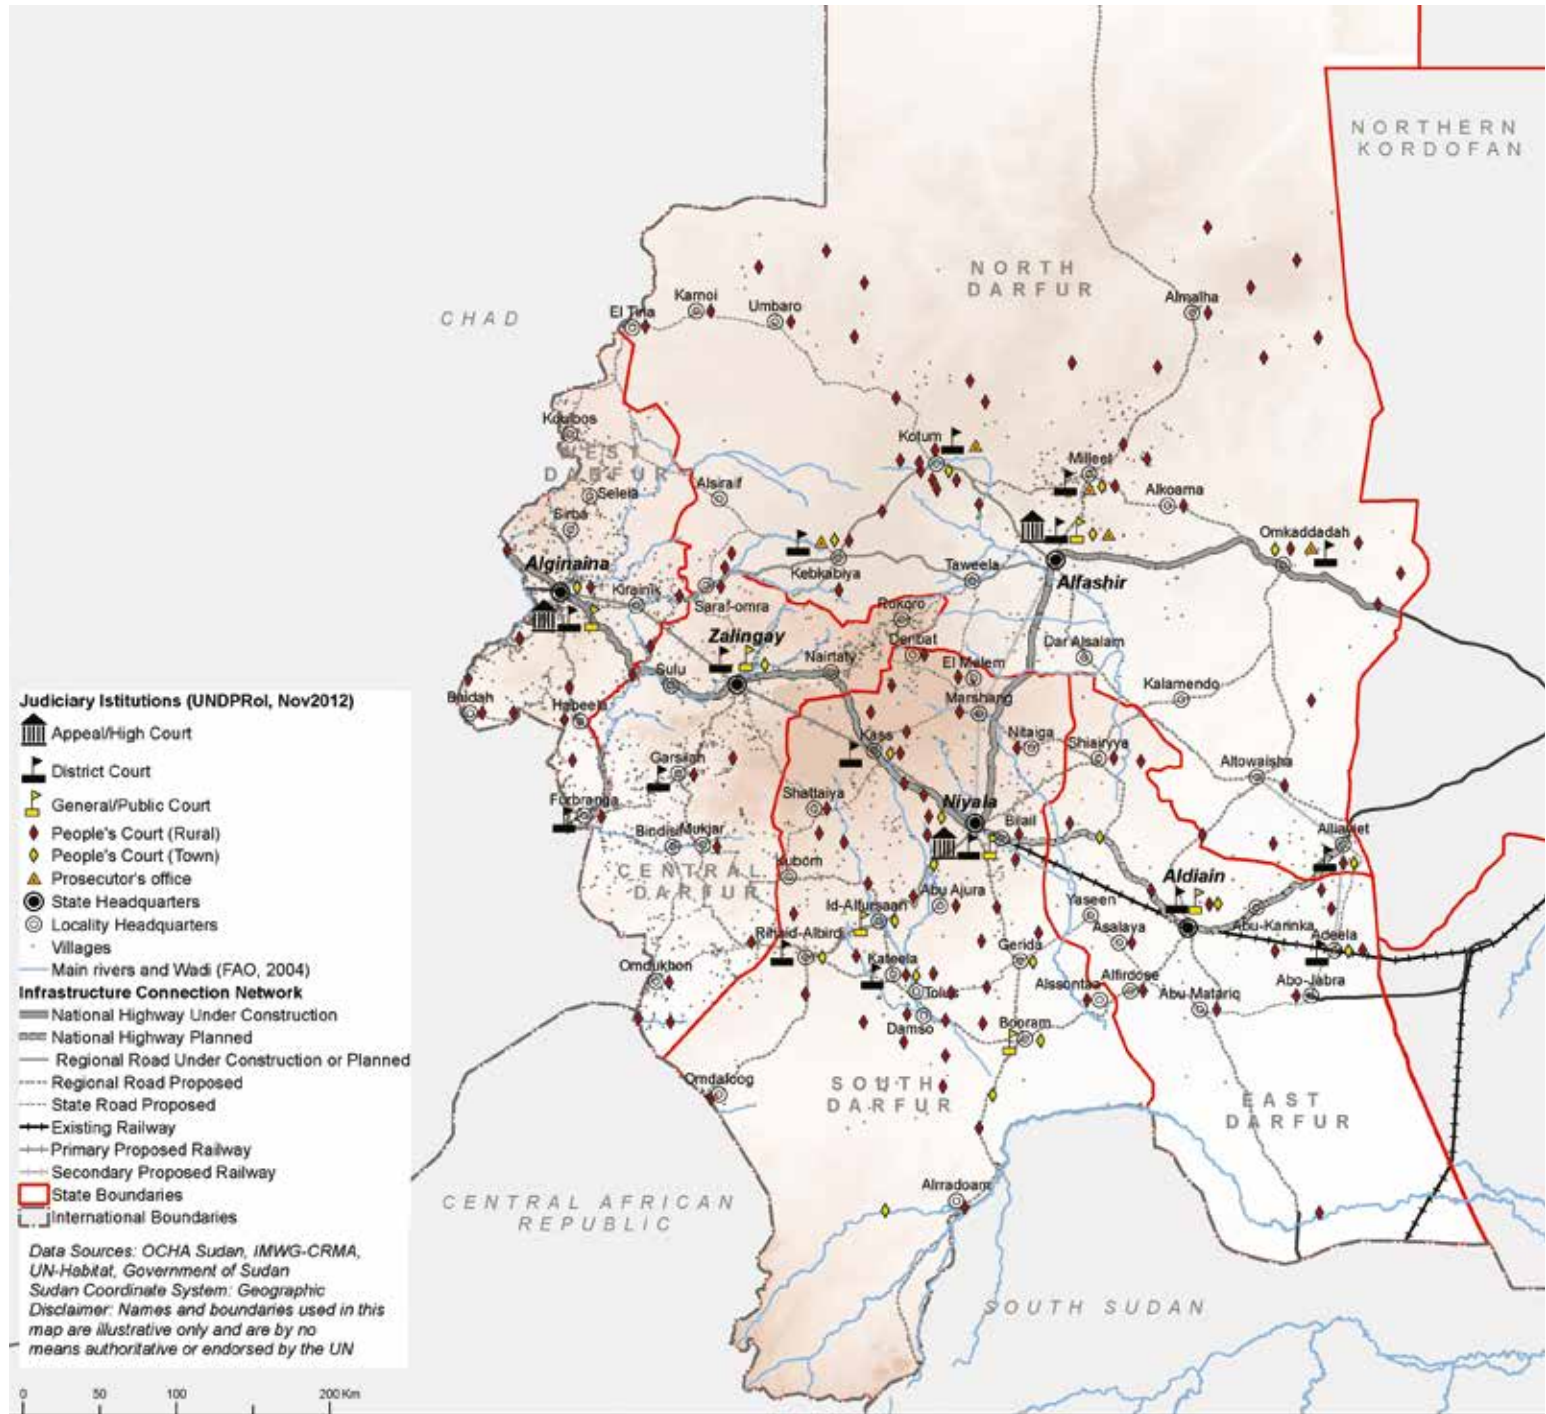 NORTHERN
KORDOFAN
NORTH
DARFUR
CHAD
El Tina
Karnoi
Umbaro
Almalha
Koulbos
WEST
DARFUR
Kotum
Milleet
Alsiraif
Seleia
Alkoama
Sirba
Omkaddadah
Alginaina
Kebkabiya
Taweela
Alfashir
Kirainik
Saraf-omra
Rokoro
Zalingay
Deribat
Dar Alsalam
Nairtaty
El Malem
Sulu
Kalamendo
Baidah
Habeela
Marshang
Nitaiga
Shiairyya
Kass
Garsilah
Altowaisha
Shattaiya
Niyala
Forbranga
Bindisi
Mukjar
Bilail
Alliaiyet
CENTRAL
DARFUR
Kubom
Aldiain
Abu Ajura
Id-Alfursaan
Yaseen
Abu-Karinka
Rihaid-Albirdi
Asalaya
Adeela
Gerida
Omdukhon
Kateela
Alssontaa
Alfirdose
Abo-Jabra
Tolus
Abu Matariq
Damso
Booram
Omdafoog
SOUTH
DARFUR
EAST
DARFUR
Alrradoam
CENTRAL AFRICAN
REPUBLIC
SOUTH SUDAN
Judiciary Istitutions (UNDPRol, Nov2012)
Appeal/High Court
District Court
General/Public Court
People's Court (Rural)
People's Court (Town)
Prosecutor's office
State Headquarters
Locality Headquarters
Villages
Main rivers and Wadi (FAO, 2004)
Infrastructure Connection Network
National Highway Under Construction
National Highway Planned
Regional Road Under Construction or Planned
Regional Road Proposed
State Road Proposed
Existing Railway
Primary Proposed Railway
Secondary Proposed Railway
State Boundaries
International Boundaries
Data Sources: OCHA Sudan, IMWG-CRMA,
UN-Habitat, Government of Sudan
Sudan Coordinate System: Geographic
Disclaimer: Names and boundaries used in this
map are illustrative only and are by no
means authoritative or endorsed by the UN
0 50 100 200 Km